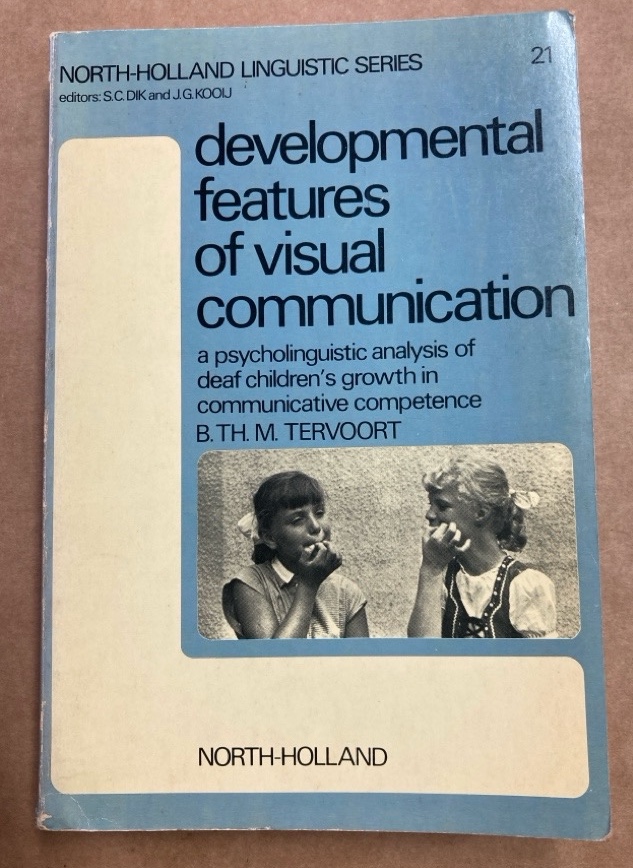 NORTH-HOLLAND LINGUISTIC SERIES 21
editors: S.C. DIK and J.G. KOOIJ
developmental
features
of visual
communication
a psycholinguistic analysis of
deaf children's growth in
communicative competence
B. TH. M. TERVOORT
NORTH-HOLLAND